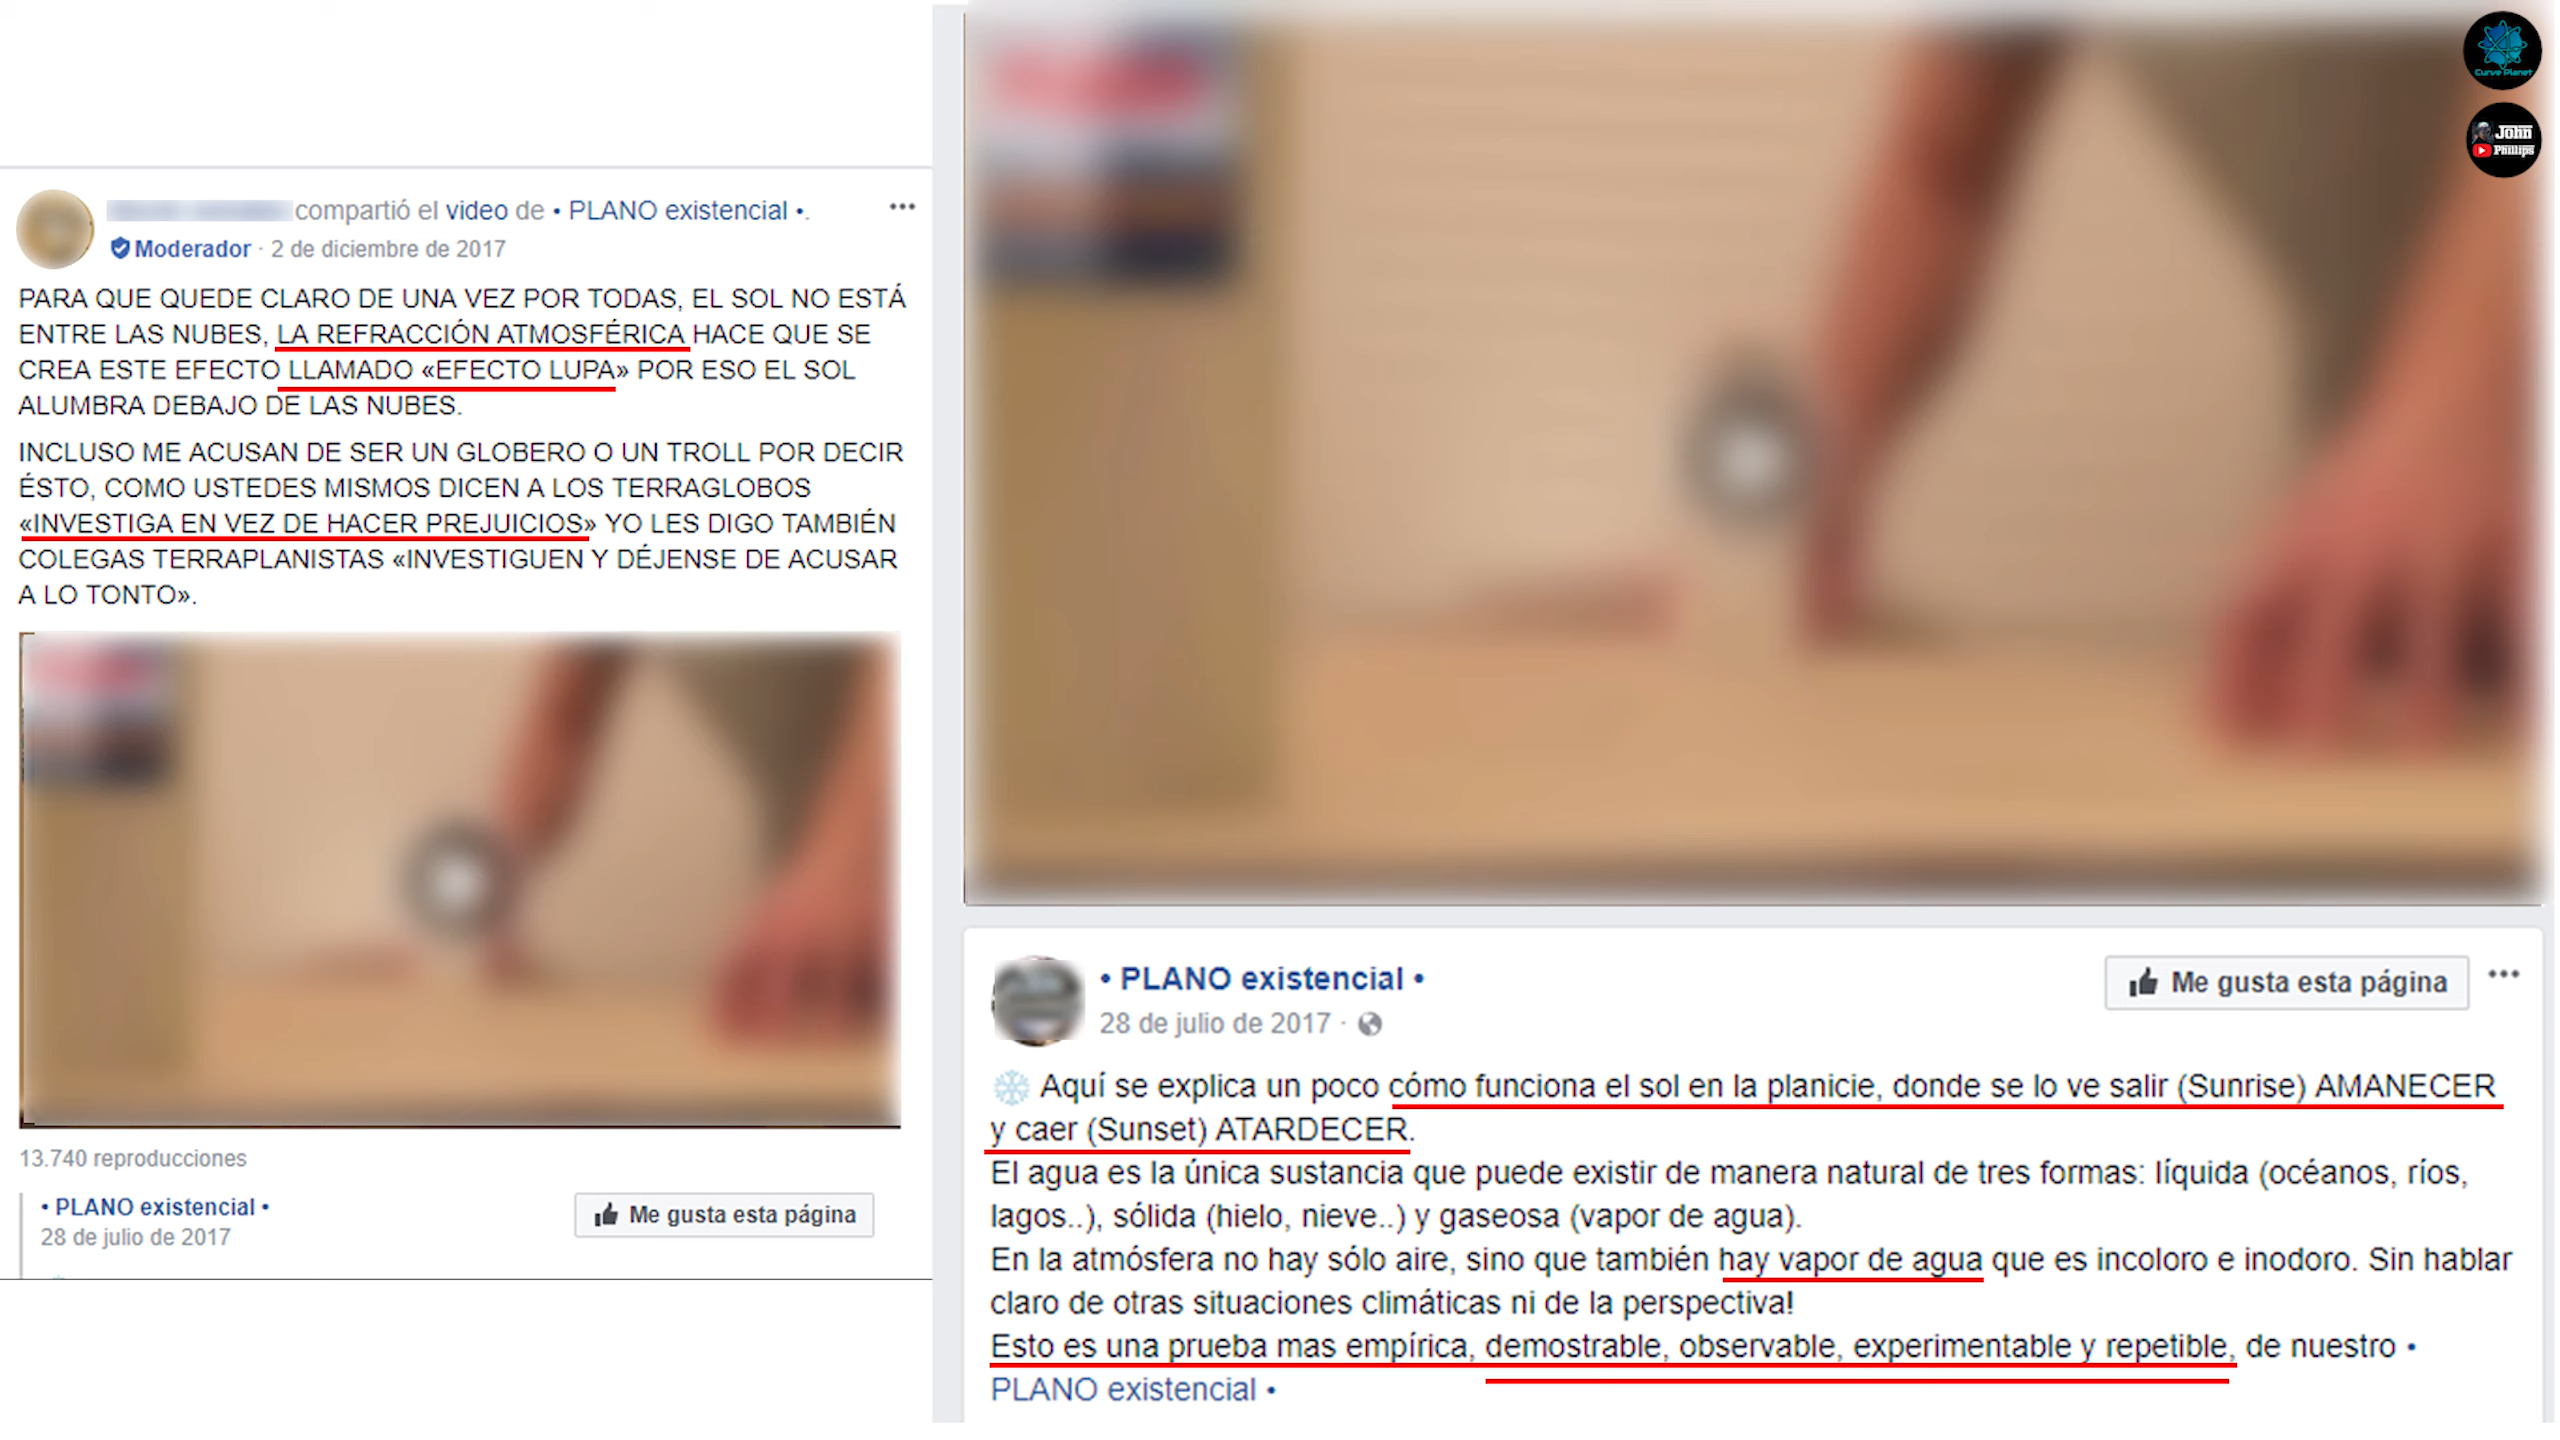 compartió el video de • PLANO existencial •.
Moderador · 2 de diciembre de 2017
PARA QUE QUEDE CLARO DE UNA VEZ POR TODAS, EL SOL NO ESTÁ
ENTRE LAS NUBES, LA REFRACCIÓN ATMOSFÉRICA HACE QUE SE
CREA ESTE EFECTO LLAMADO «EFECTO LUPA» POR ESO EL SOL
ALUMBRA DEBAJO DE LAS NUBES.
INCLUSO ME ACUSAN DE SER UN GLOBERO O UN TROLL POR DECIR
ÉSTO, COMO USTEDES MISMOS DICEN A LOS TERRAGLOBOS
«INVESTIGA EN VEZ DE HACER PREJUICIOS» YO LES DIGO TAMBIÉN
COLEGAS TERRAPLANISTAS «INVESTIGUEN Y DÉJENSE DE ACUSAR
A LO TONTO».
13.740 reproducciones
• PLANO existencial •
28 de julio de 2017
Me gusta esta página
Curve Planet
John
Phillips
• PLANO existencial •
28 de julio de 2017 ·
Me gusta esta página
Aquí se explica un poco cómo funciona el sol en la planicie, donde se lo ve salir (Sunrise) AMANECER
y caer (Sunset) ATARDECER.
El agua es la única sustancia que puede existir de manera natural de tres formas: líquida (océanos, ríos,
lagos..), sólida (hielo, nieve..) y gaseosa (vapor de agua).
En la atmósfera no hay sólo aire, sino que también hay vapor de agua que es incoloro e inodoro. Sin hablar
claro de otras situaciones climáticas ni de la perspectiva!
Esto es una prueba mas empírica, demostrable, observable, experimentable y repetible, de nuestro •
PLANO existencial •